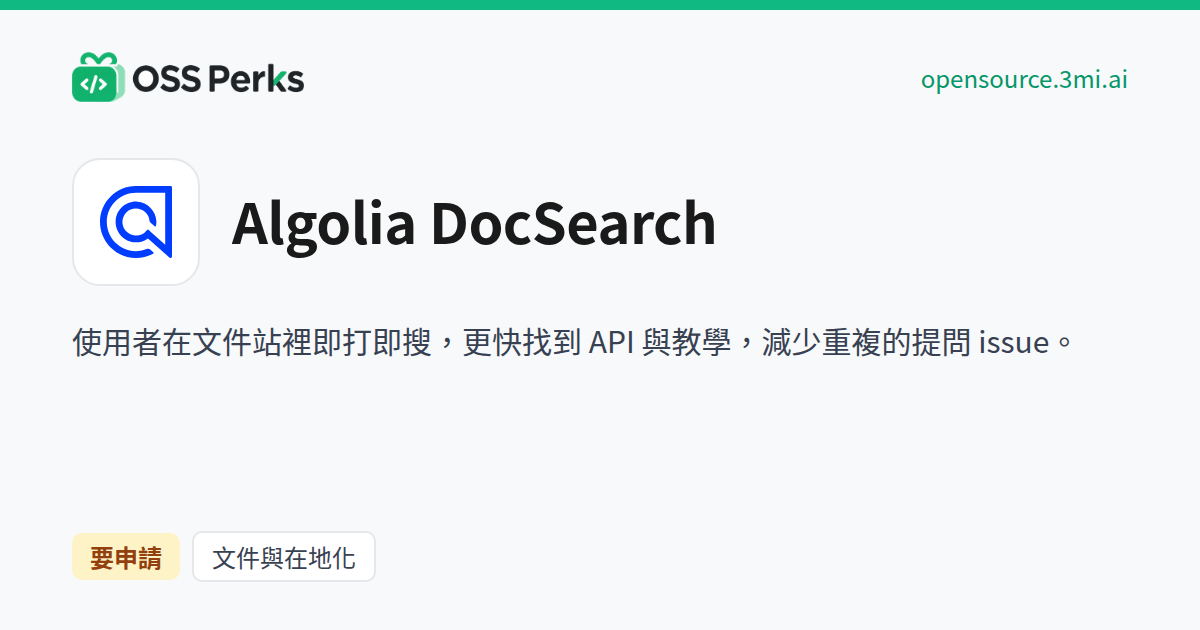 </> OSS Perks
opensource.3mi.ai
Algolia DocSearch
使用者在文件站裡即打即搜，更快找到 API 與教學，減少重複的提問 issue。
要申請
文件與在地化